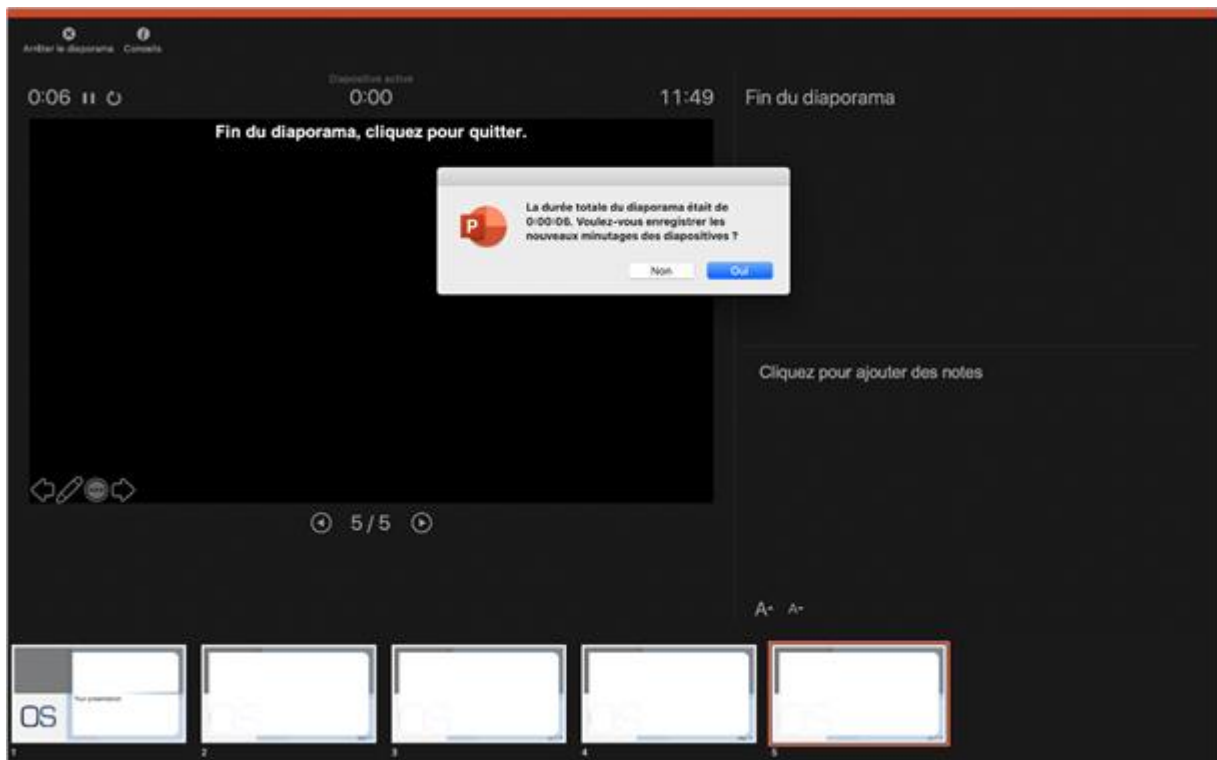 Arrêter le diaporama Conseils
Diapositive active
0:06
0:00
11:49
Fin du diaporama
Fin du diaporama, cliquez pour quitter.
La durée totale du diaporama était de
0:00:06. Voulez-vous enregistrer les
nouveaux minutages des diapositives ?
Non
Oui
Cliquez pour ajouter des notes
5/5
A
A
Your presentation
OS
1
2
3
4
5